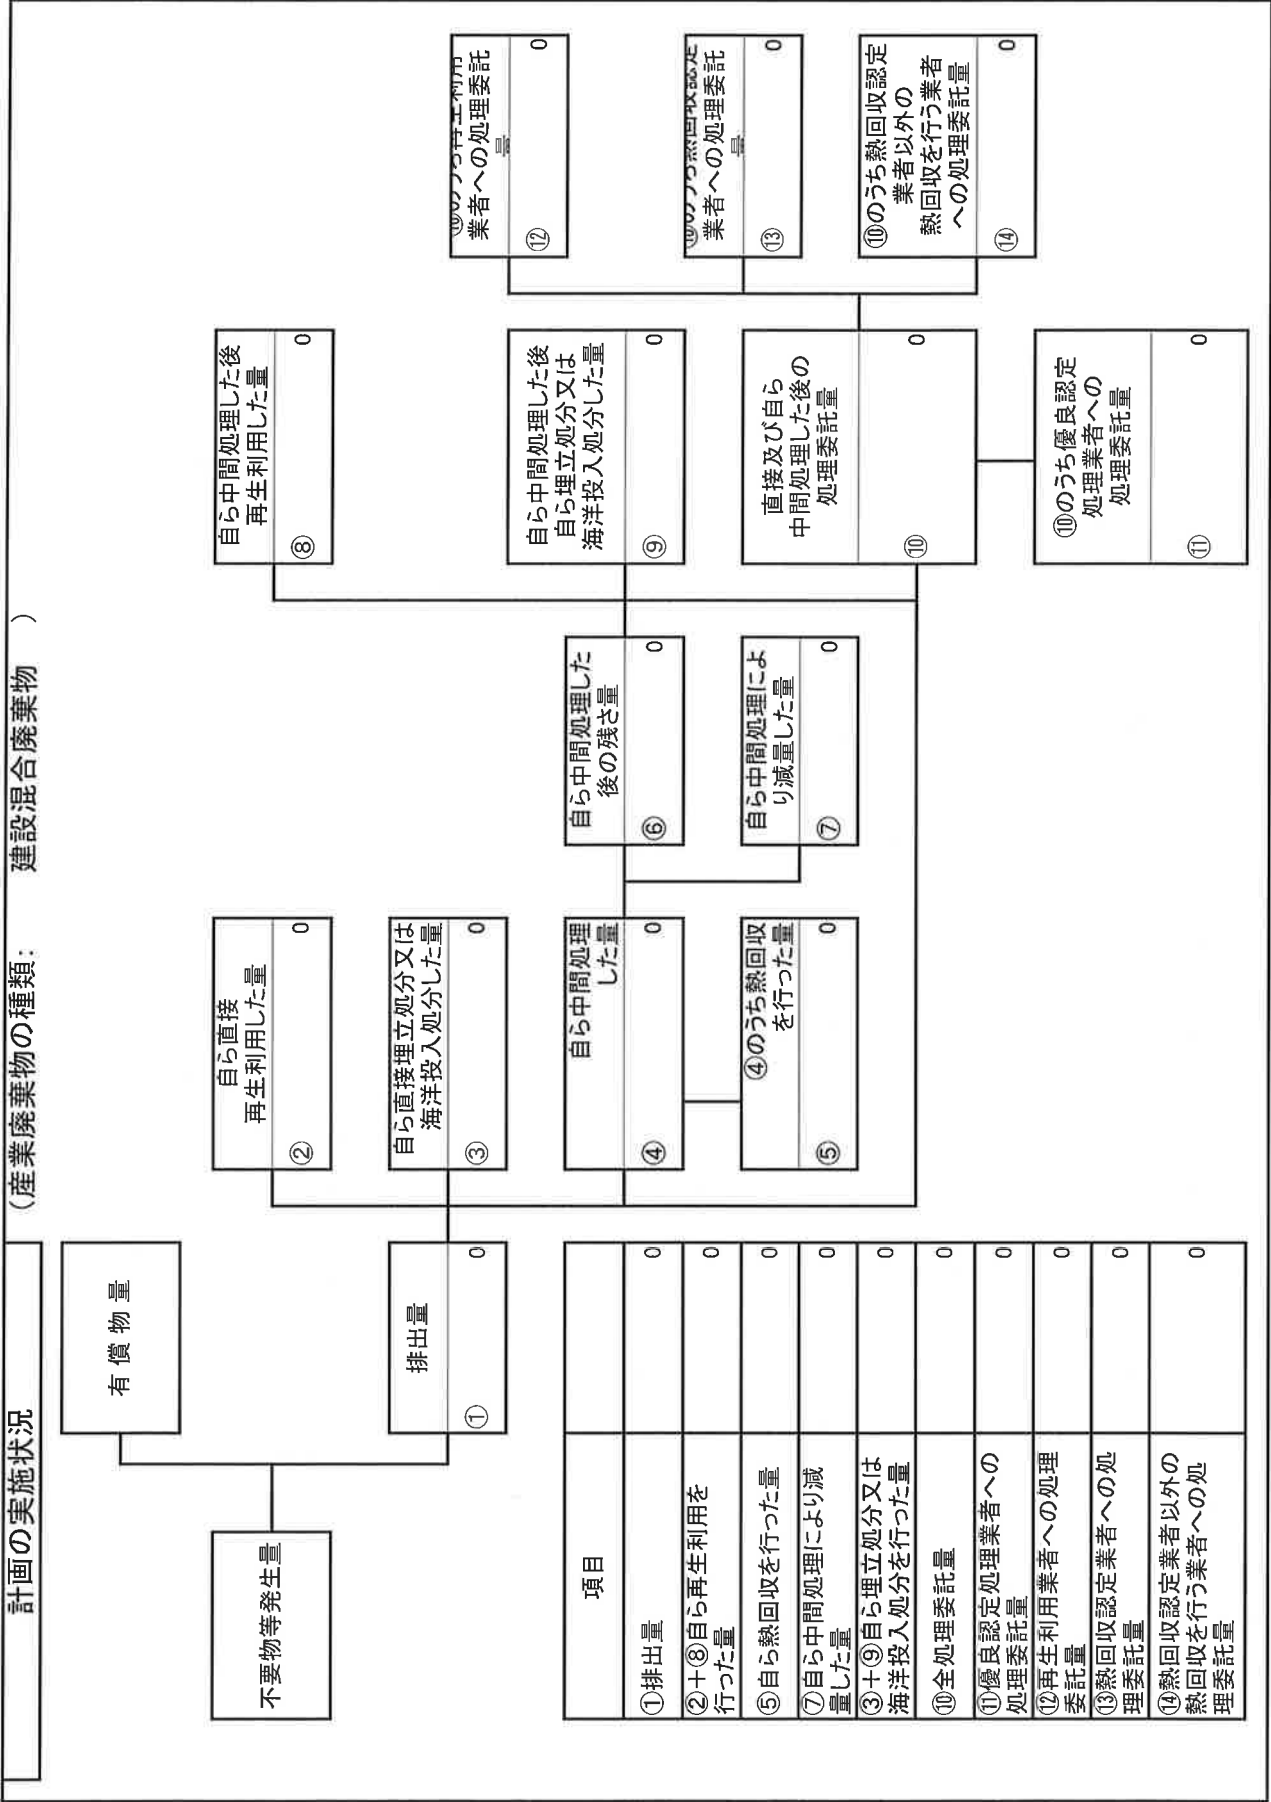 計画の実施状況
（産業廃棄物の種類： 建設混合廃棄物 ）
不要物等発生量
有償物量
排出量
① 0
自ら直接
再生利用した量
② 0
自ら直接埋立処分又は
海洋投入処分した量
③ 0
自ら中間処理
した量
④ 0
④のうち熱回収
を行った量
⑤ 0
自ら中間処理した
後の残さ量
⑥ 0
自ら中間処理によ
り減量した量
⑦ 0
自ら中間処理した後
再生利用した量
⑧ 0
自ら中間処理した後
自ら埋立処分又は
海洋投入処分した量
⑨ 0
直接及び自ら
中間処理した後の
処理委託量
⑩ 0
⑩のうち優良認定
処理業者への
処理委託量
⑪ 0
⑩のうち再生利用
業者への処理委託
量
⑫ 0
⑩のうち熱回収認定
業者への処理委託
量
⑬ 0
⑩のうち熱回収認定
業者以外の
熱回収を行う業者
への処理委託量
⑭ 0
項目
①排出量 0
②＋⑧自ら再生利用を
行った量 0
⑤自ら熱回収を行った量 0
⑦自ら中間処理により減
量した量 0
③＋⑨自ら埋立処分又は
海洋投入処分を行った量 0
⑩全処理委託量 0
⑪優良認定処理業者への
処理委託量 0
⑫再生利用業者への処理
委託量 0
⑬熱回収認定業者への処
理委託量 0
⑭熱回収認定業者以外の
熱回収を行う業者への処
理委託量 0